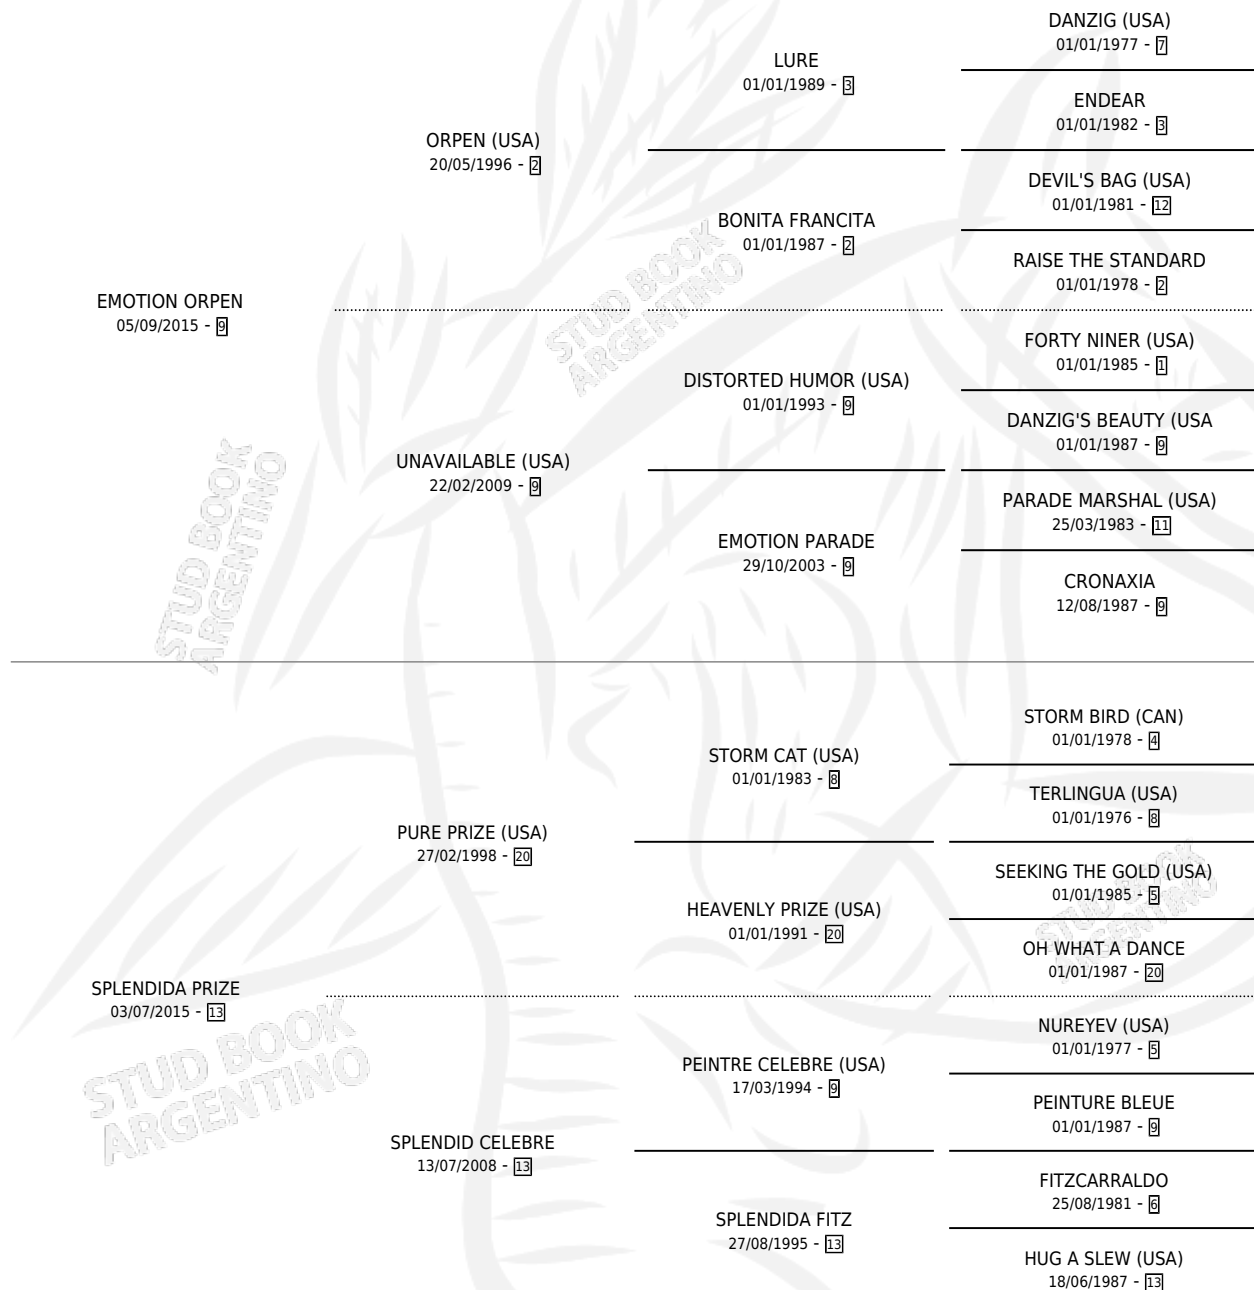 DANZIG (USA)
01/01/1977 - 7
LURE
01/01/1989 - 3
ENDEAR
01/01/1982 - 3
ORPEN (USA)
20/05/1996 - 2
DEVIL'S BAG (USA)
01/01/1981 - 12
BONITA FRANCITA
01/01/1987 - 2
RAISE THE STANDARD
01/01/1978 - 2
EMOTION ORPEN
05/09/2015 - 9
FORTY NINER (USA)
01/01/1985 - 1
DISTORTED HUMOR (USA)
01/01/1993 - 9
DANZIG'S BEAUTY (USA
01/01/1987 - 9
UNAVAILABLE (USA)
22/02/2009 - 9
PARADE MARSHAL (USA)
25/03/1983 - 11
EMOTION PARADE
29/10/2003 - 9
CRONAXIA
12/08/1987 - 9
STORM BIRD (CAN)
01/01/1978 - 4
STORM CAT (USA)
01/01/1983 - 8
TERLINGUA (USA)
01/01/1976 - 8
PURE PRIZE (USA)
27/02/1998 - 20
SEEKING THE GOLD (USA)
01/01/1985 - 5
HEAVENLY PRIZE (USA)
01/01/1991 - 20
OH WHAT A DANCE
01/01/1987 - 20
SPLENDIDA PRIZE
03/07/2015 - 13
NUREYEV (USA)
01/01/1977 - 5
PEINTRE CELEBRE (USA)
17/03/1994 - 9
PEINTURE BLEUE
01/01/1987 - 9
SPLENDID CELEBRE
13/07/2008 - 13
FITZCARRALDO
25/08/1981 - 6
SPLENDIDA FITZ
27/08/1995 - 13
HUG A SLEW (USA)
18/06/1987 - 13
STUD BOOK
ARGENTINO
STUD BOOK
ARGENTINO
STUD BOOK
ARGENTINO
STUD BOOK
ARGENTINO